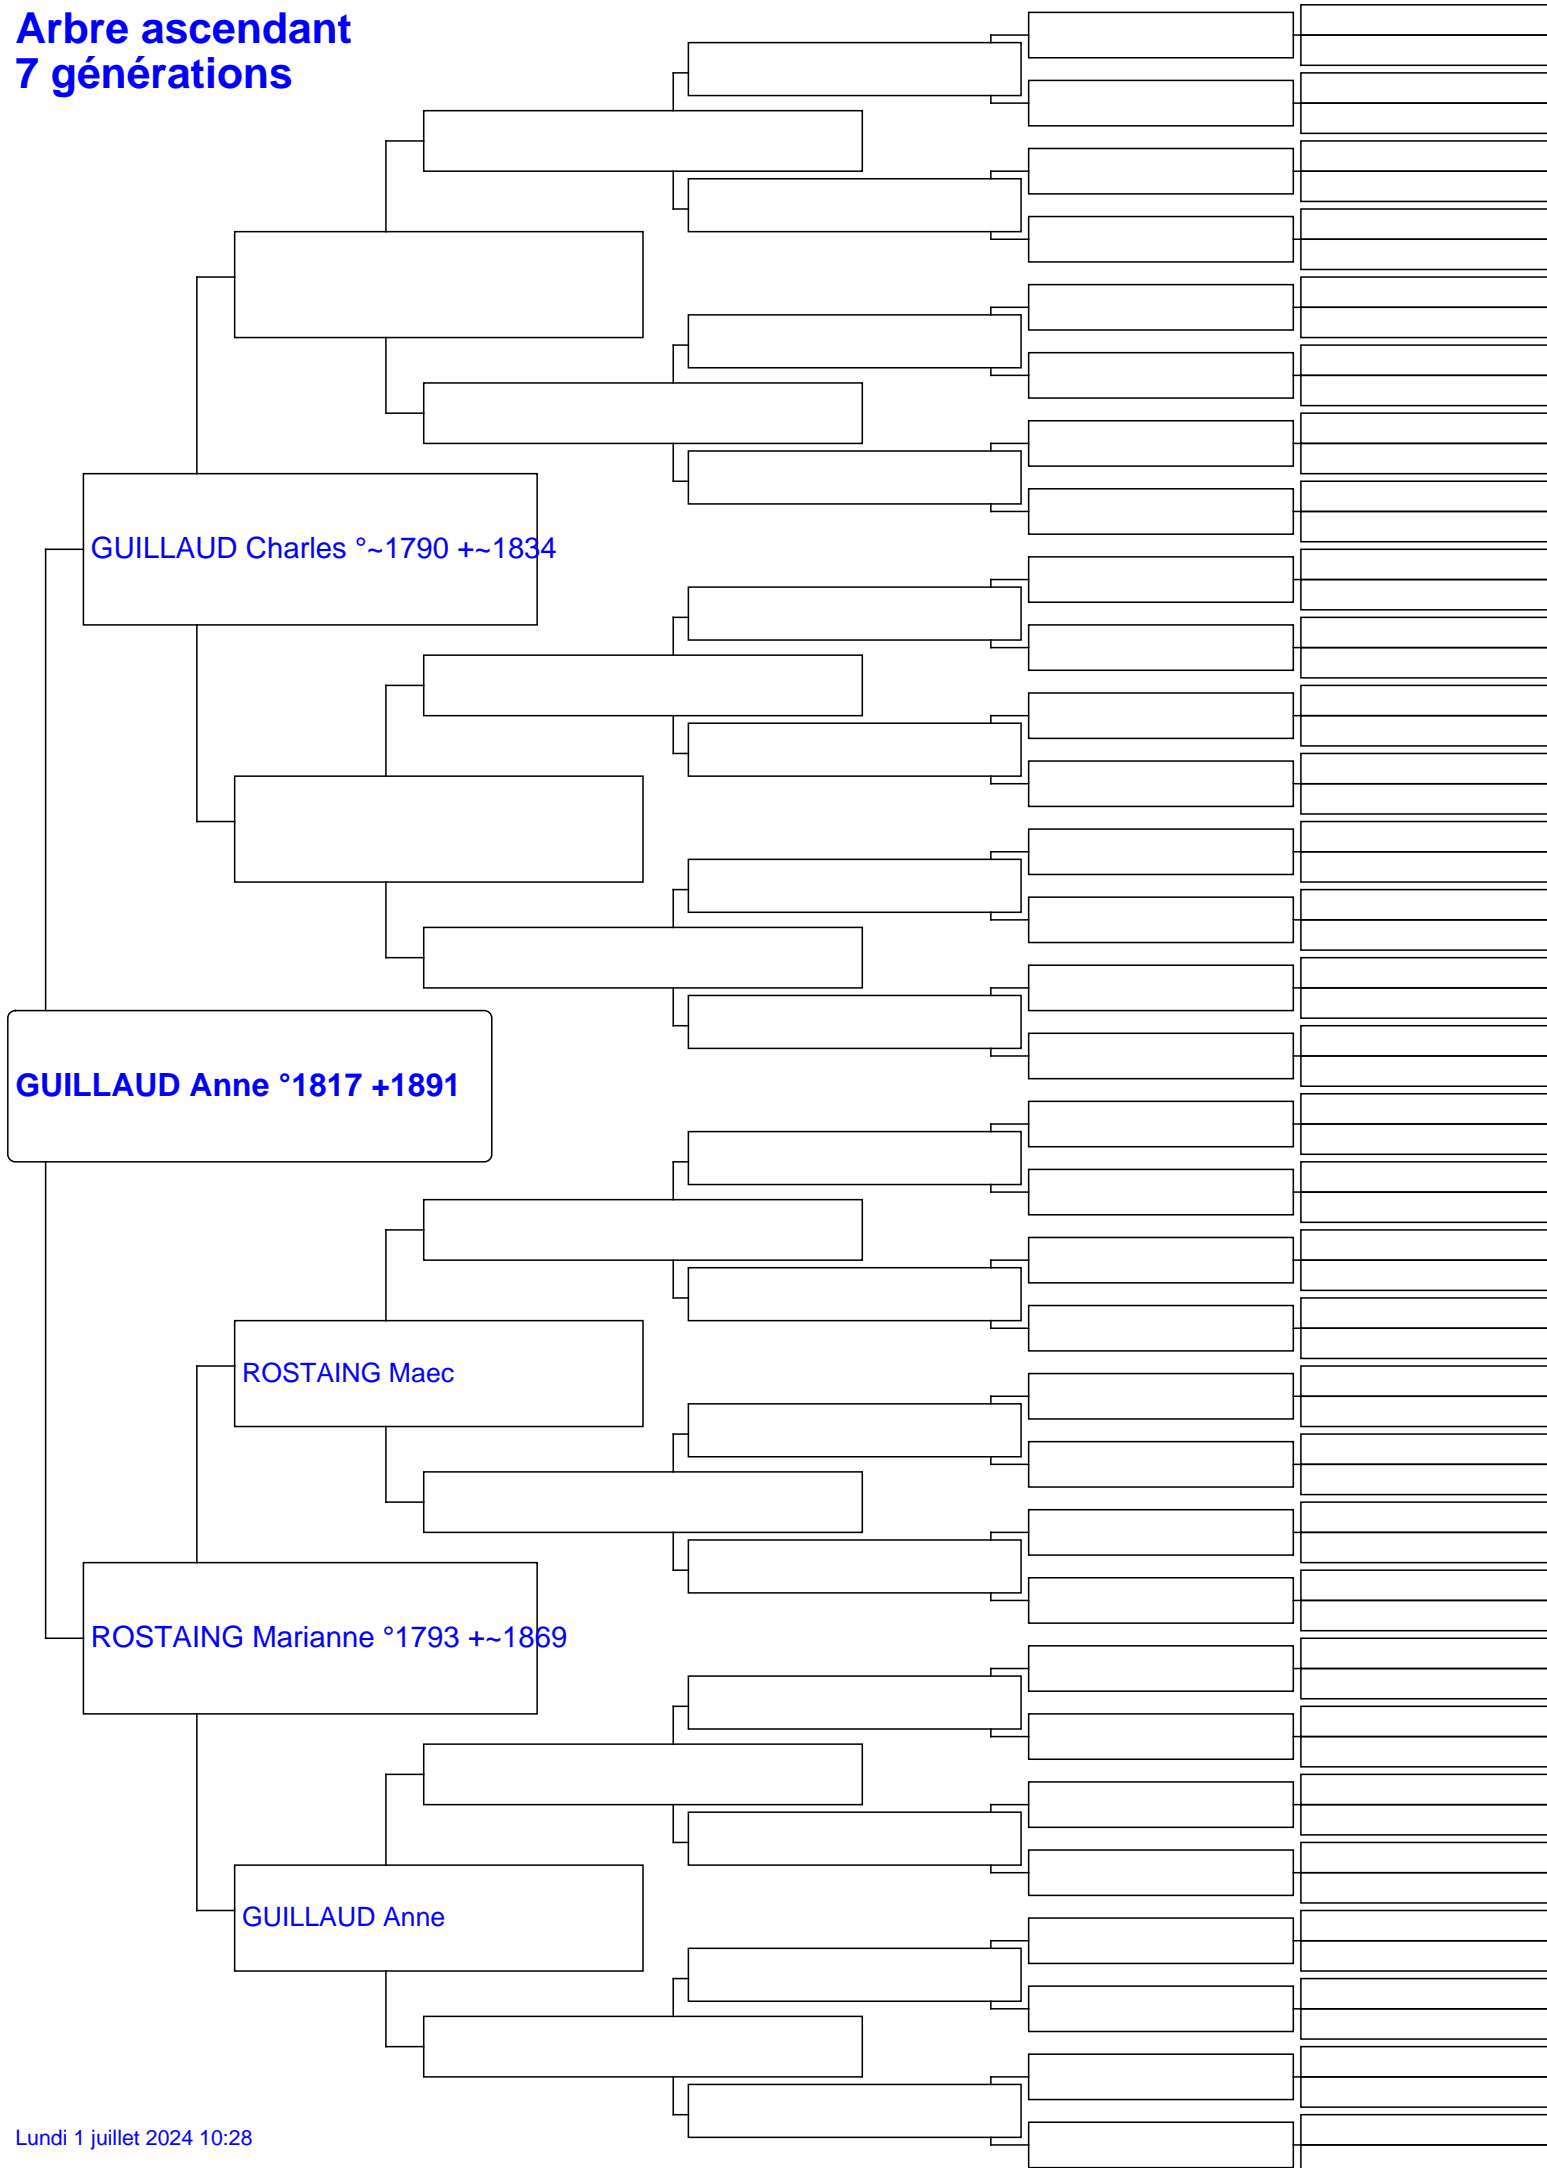 Arbre ascendant
7 générations
GUILLAUD Charles °~1790 +~1834
GUILLAUD Anne °1817 +1891
ROSTAING Maec
ROSTAING Marianne °1793 +~1869
GUILLAUD Anne
Lundi 1 juillet 2024 10:28